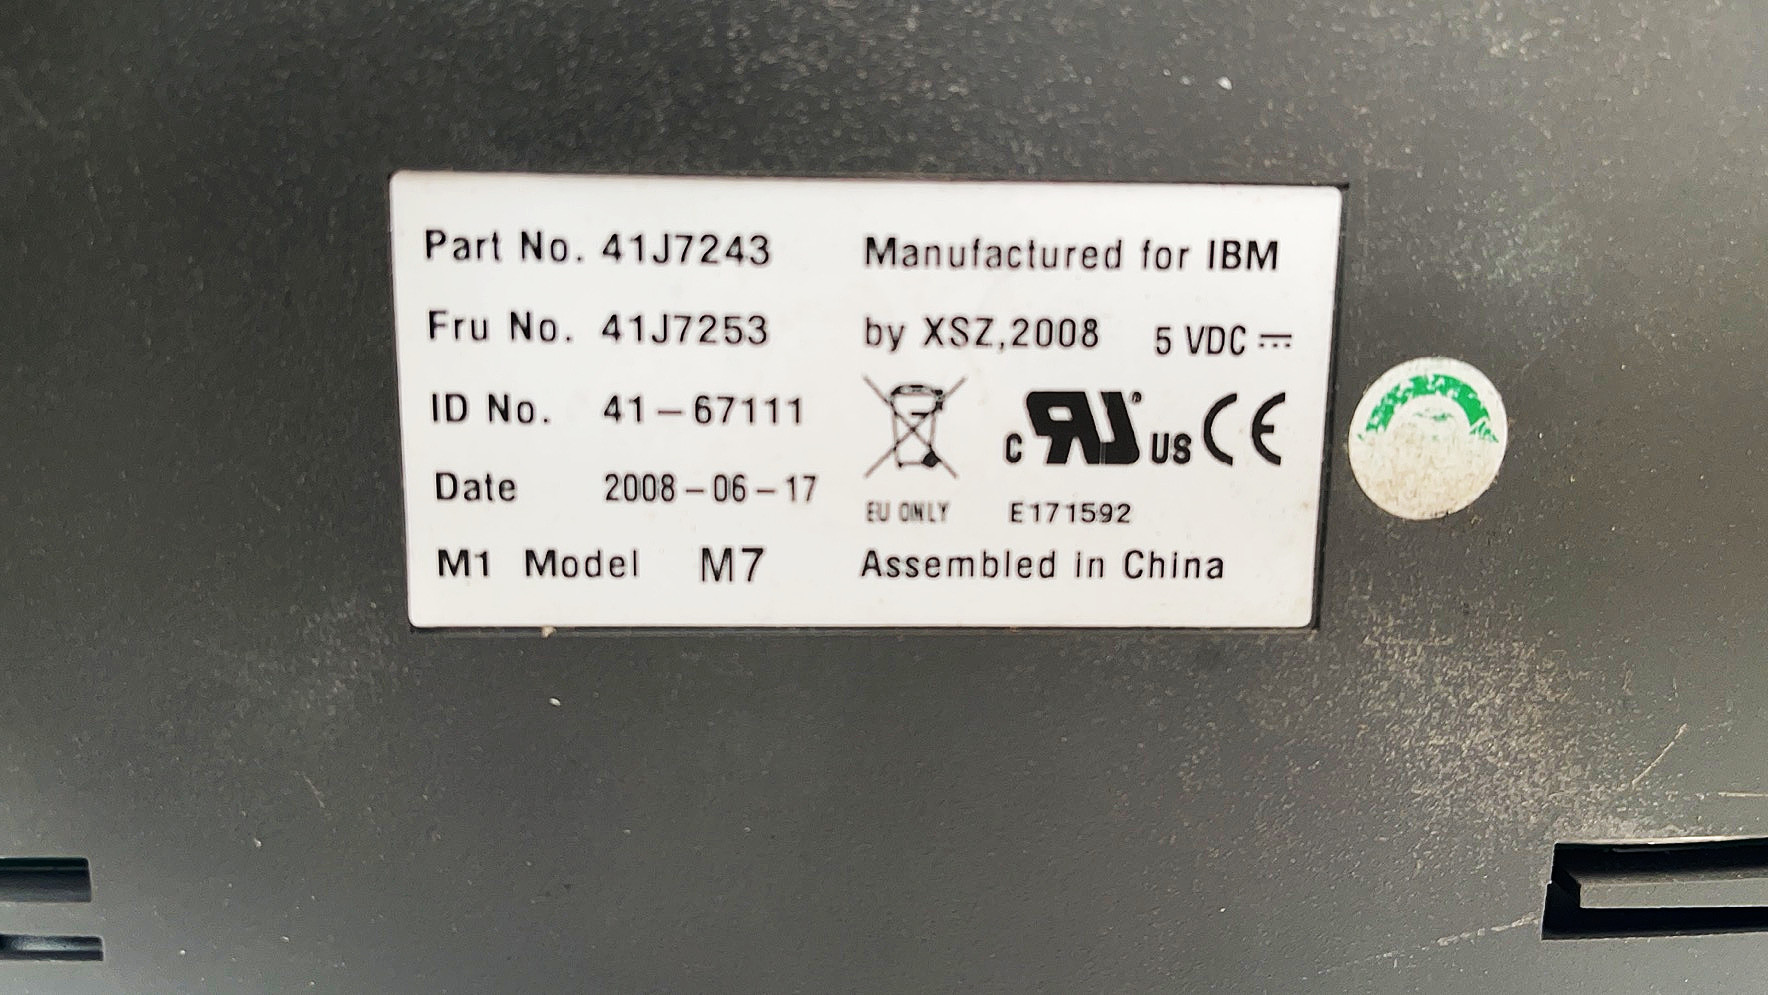 Part No. 41J7243
Fru No. 41J7253
ID No. 41-67111
Date 2008-06-17
M1 Model M7
Manufactured for IBM
by XSZ,2008 5 VDC
c RU® US CE
EU ONLY E171592
Assembled in China